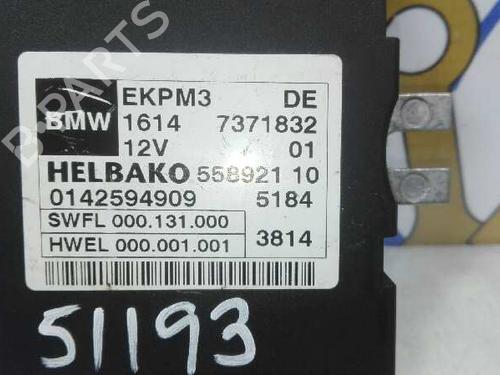 B-PARTS
BMW
EKPM3 DE
1614 7371832
12V 01
HELBAKO 558921 10
0142594909 5184
SWFL 000.131.000
HWEL 000.001.001 3814
51193